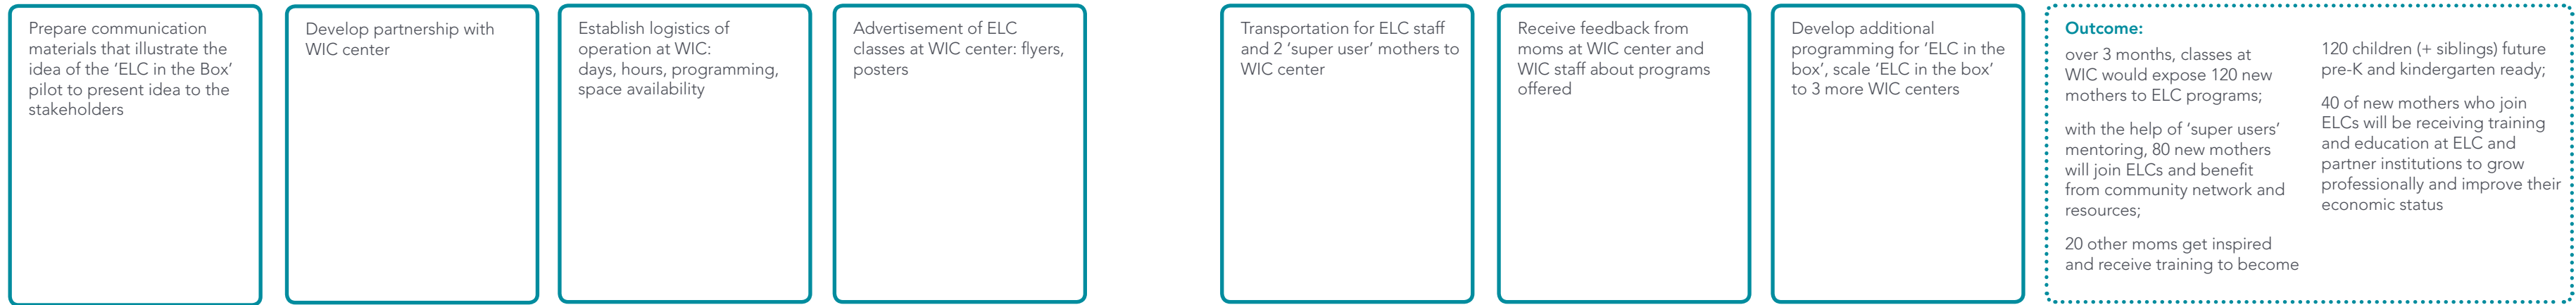 Prepare communication
materials that illustrate the
idea of the ‘ELC in the Box’
pilot to present idea to the
stakeholders
Develop partnership with
WIC center
Establish logistics of
operation at WIC:
days, hours, programming,
space availability
Advertisement of ELC
classes at WIC center: flyers,
posters
Transportation for ELC staff
and 2 ‘super user’ mothers to
WIC center
Receive feedback from
moms at WIC center and
WIC staff about programs
offered
Develop additional
programming for ‘ELC in the
box’, scale ‘ELC in the box’
to 3 more WIC centers
Outcome:
over 3 months, classes at
WIC would expose 120 new
mothers to ELC programs;
with the help of ‘super users’
mentoring, 80 new mothers
will join ELCs and benefit
from community network and
resources;
20 other moms get inspired
and receive training to become
120 children (+ siblings) future
pre-K and kindergarten ready;
40 of new mothers who join
ELCs will be receiving training
and education at ELC and
partner institutions to grow
professionally and improve their
economic status